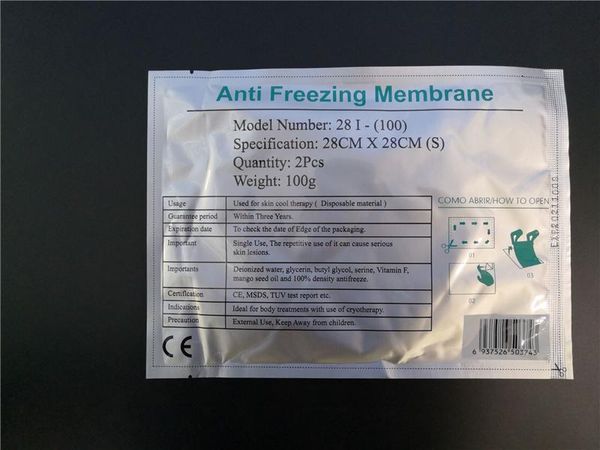 Anti Freezing Membrane
Model Number: 28 I - (100)
Specification: 28CM X 28CM (S)
Quantity: 2Pcs
Weight: 100g
Usage Used for skin cool therapy ( Disposable material )
Guarantee period Within Three Years.
Expiration date To check the date of Edge of the packaging.
Important Single Use, The repetitive use of it can cause serious
skin lesions.
Importants Deionized water, glycerin, butyl glycol, serine, Vitamin F,
mango seed oil and 100% density antifreeze.
Certification CE, MSDS, TUV test report etc.
Indications Ideal for body treatments with use of cryotherapy.
Precaution External Use, Keep Away from children.
CE
COMO ABRIR/HOW TO OPEN
01
02
03
6 937526 503743